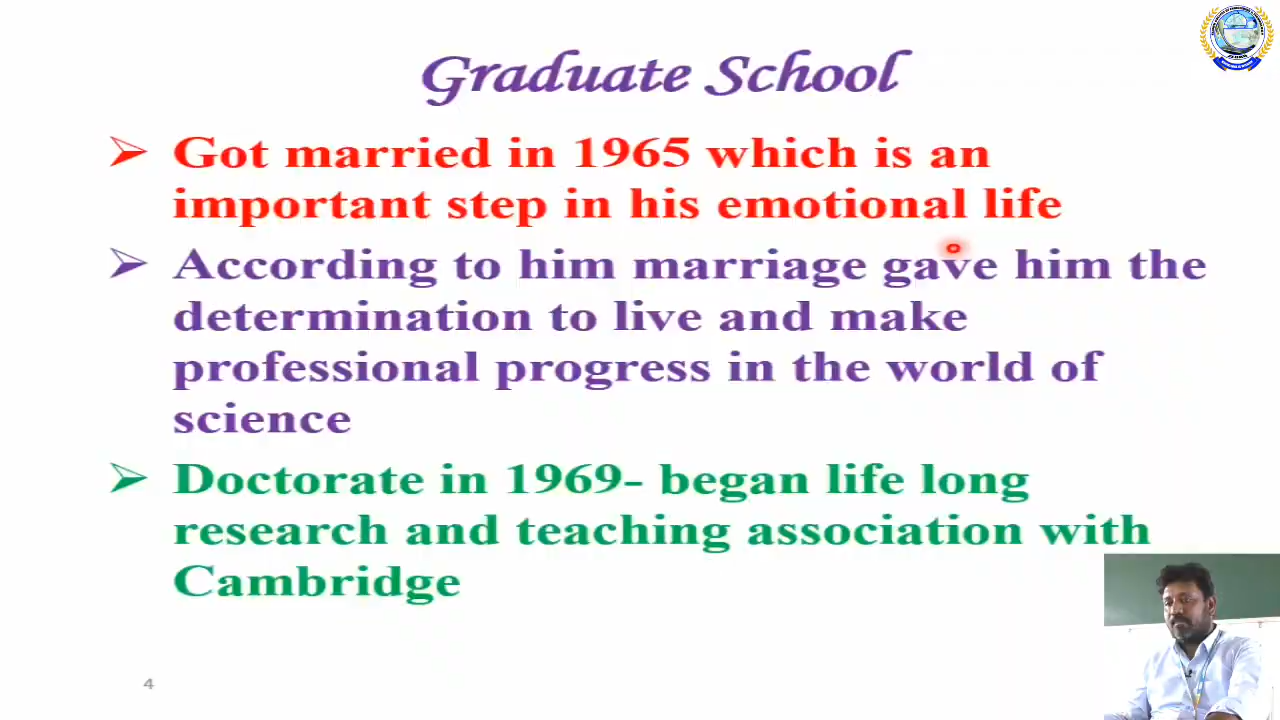 Graduate School
➢ Got married in 1965 which is an
important step in his emotional life
➢ According to him marriage gave him the
determination to live and make
professional progress in the world of
science
➢ Doctorate in 1969- began life long
research and teaching association with
Cambridge
4